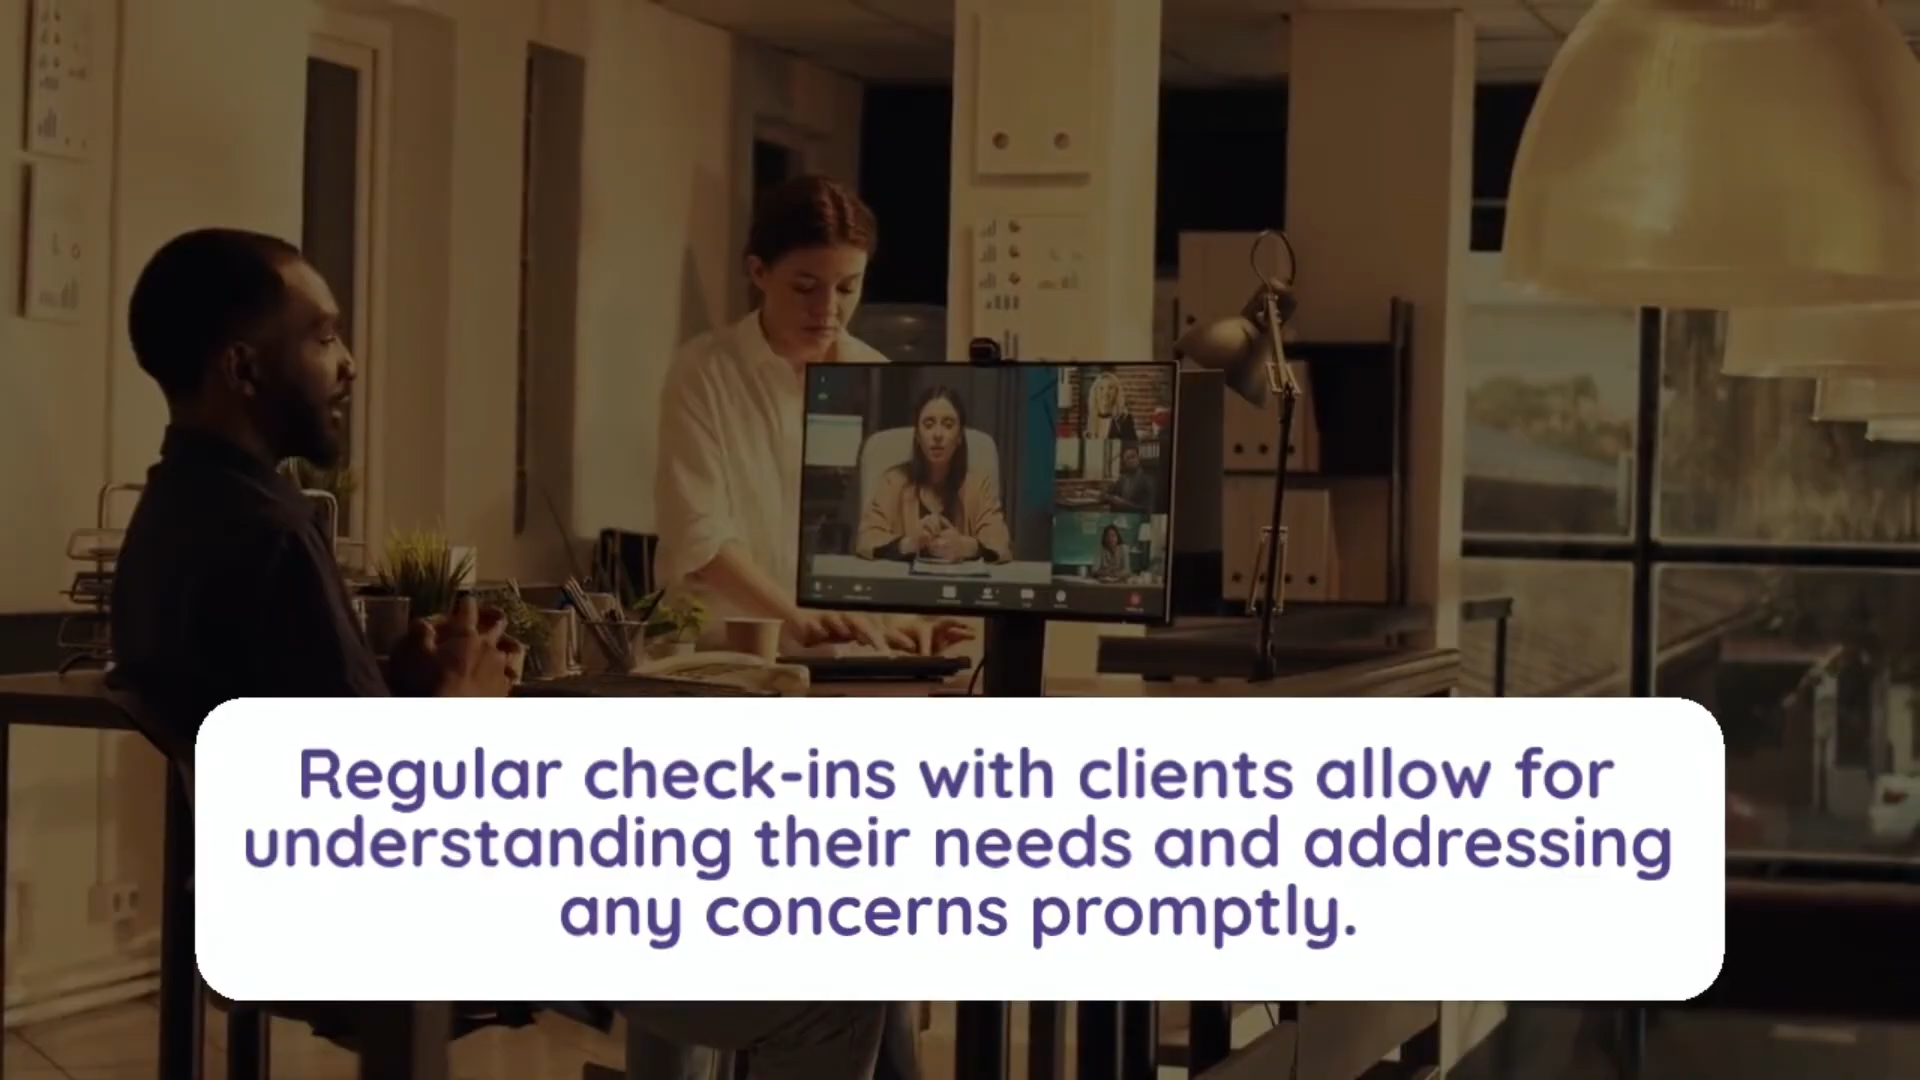 Regular check-ins with clients allow for
understanding their needs and addressing
any concerns promptly.